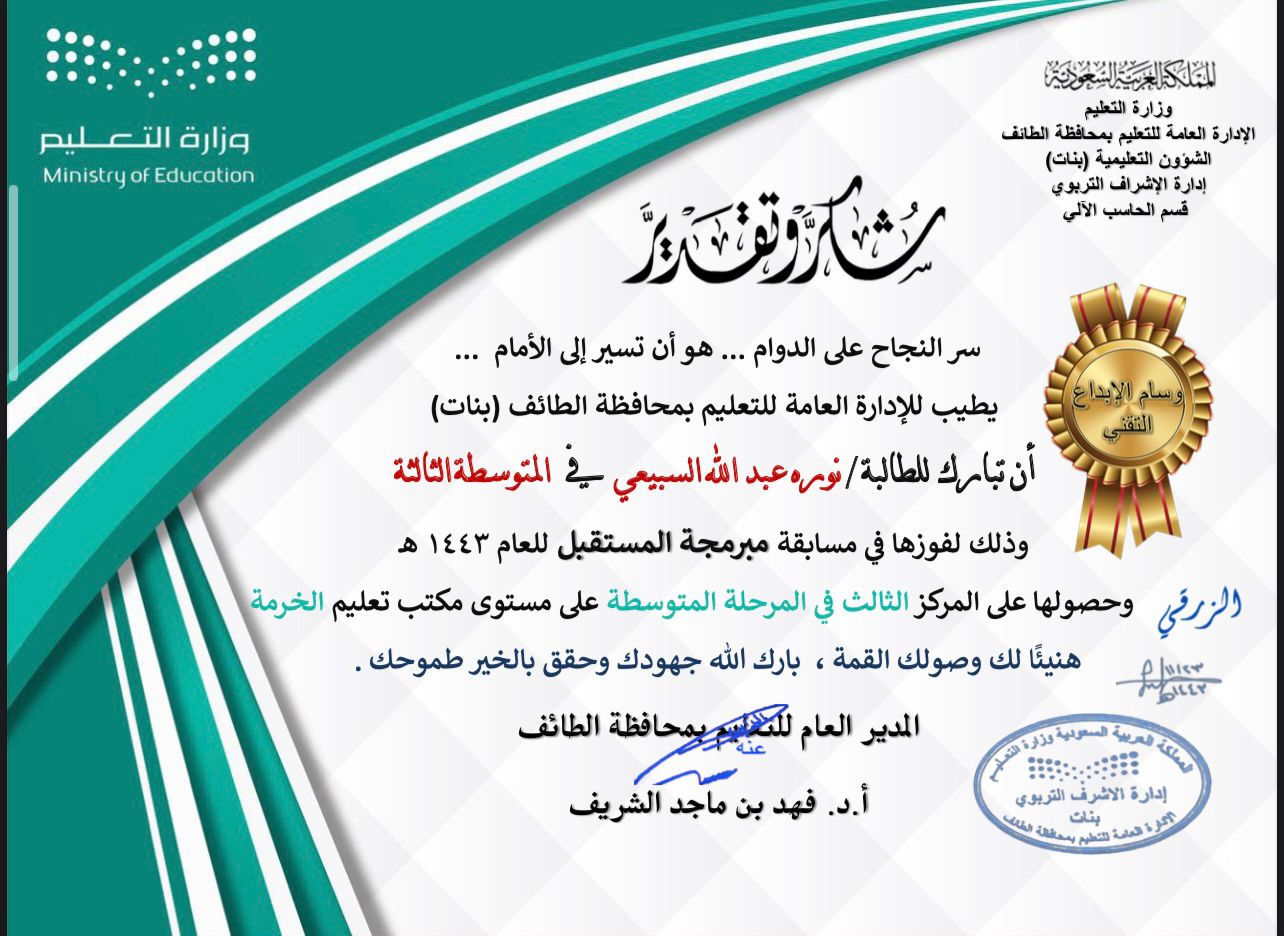 وزارة التعليم
Ministry of Education
المملكة العربية السعودية
وزارة التعليم
الإدارة العامة للتعليم بمحافظة الطائف
الشؤون التعليمية (بنات)
إدارة الإشراف التربوي
قسم الحاسب الآلي
شكر وتقدير
سر النجاح على الدوام ... هو أن تسير إلى الأمام ...
يطيب للإدارة العامة للتعليم بمحافظة الطائف (بنات)
وسام الإبداع
التقني
أن تبارك للطالبة/ نوره عبد الله السبيعي في المتوسطة الثالثة
وذلك لفوزها في مسابقة مبرمجة المستقبل للعام ١٤٤٣ هـ
وحصولها على المركز الثالث في المرحلة المتوسطة على مستوى مكتب تعليم الخرمة
الزرقي
هنيئًا لك وصولك القمة ، بارك الله جهودك وحقق بالخير طموحك .
المدير العام للتعليم بمحافظة الطائف
عنه
أ.د. فهد بن ماجد الشريف
المملكة العربية السعودية وزارة التعليم
إدارة الاشرف التربوي
بنات
الإدارة العامة للتعليم بمحافظة الطائف